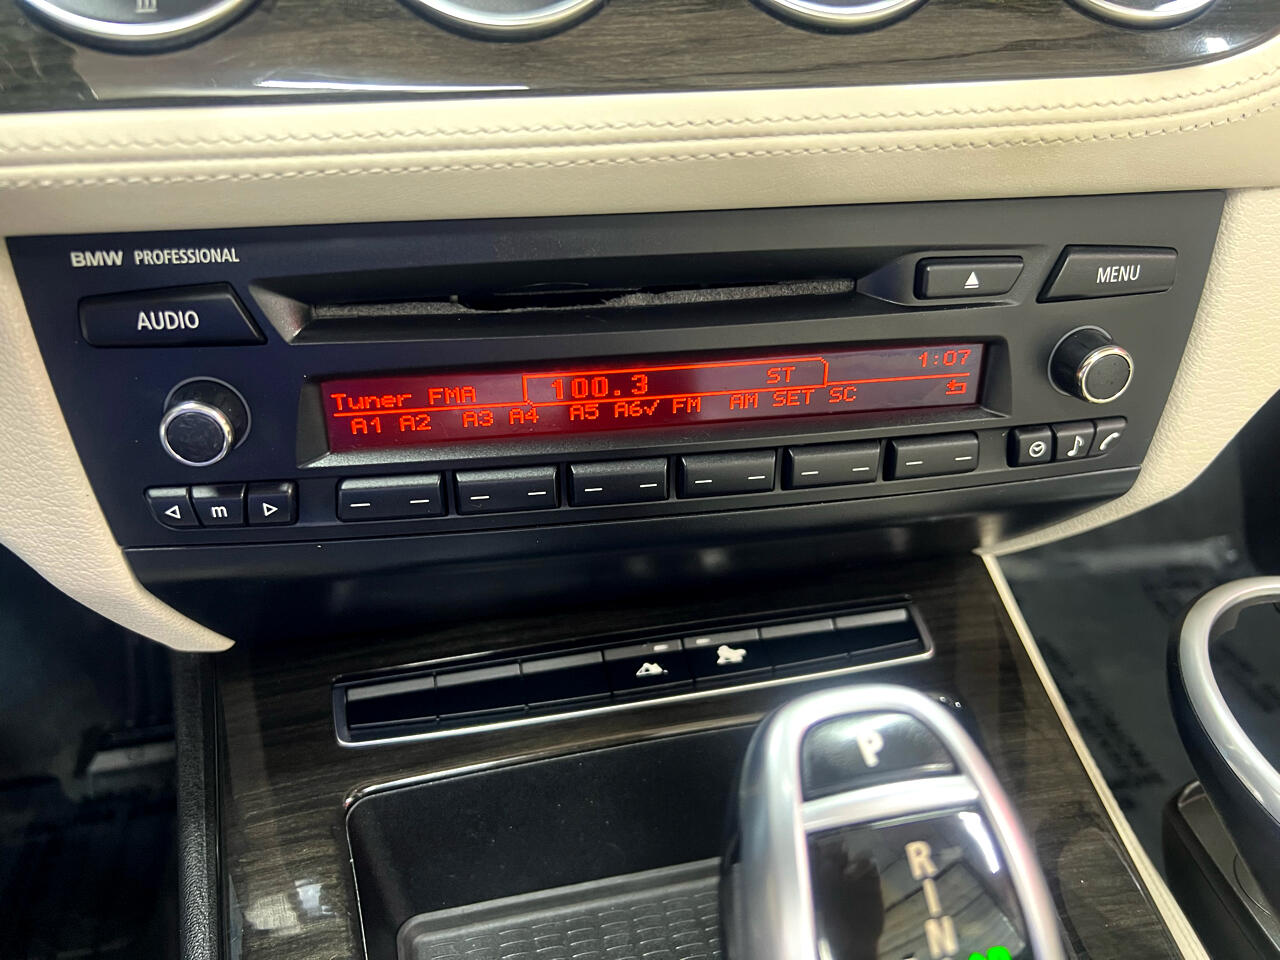 BMW PROFESSIONAL
AUDIO
MENU
Tuner FMA 100.3 ST 1:07
A1 A2 A3 A4 A5 A6✓ FM AM SET SC
m
P
R
N